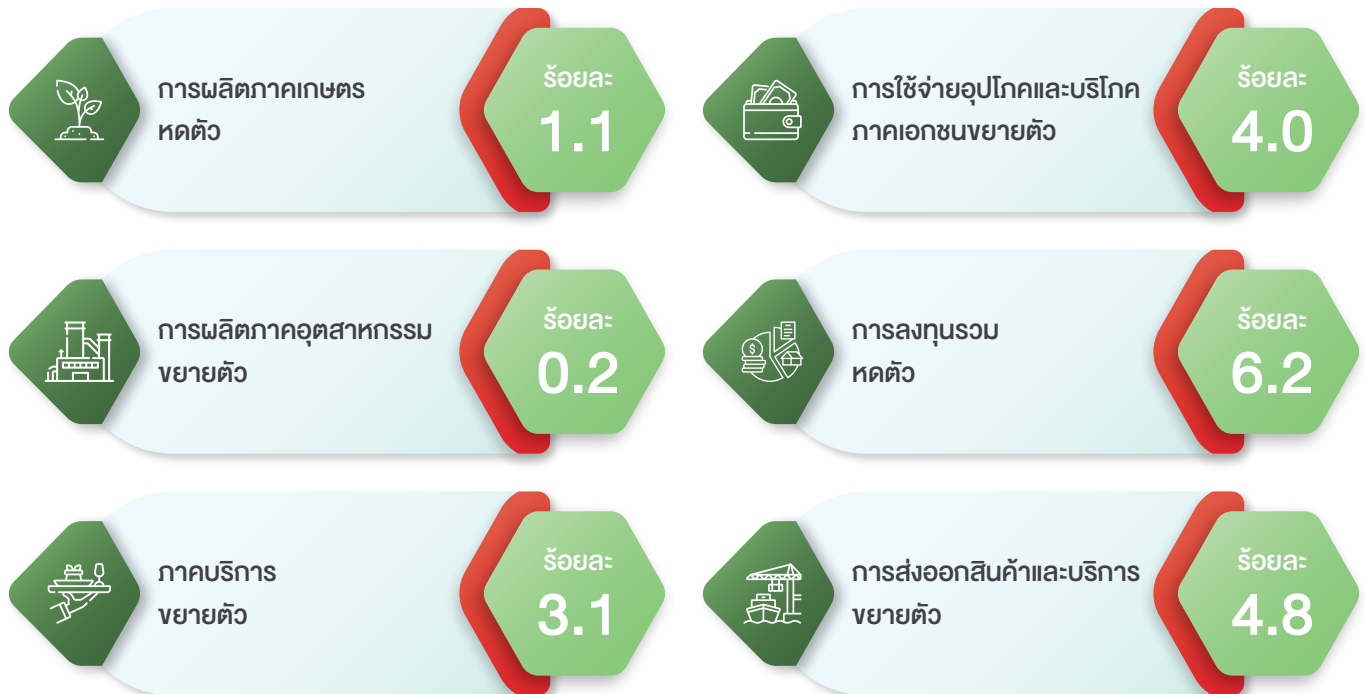 การผลิตภาคเกษตร
หดตัว
ร้อยละ
1.1
การใช้จ่ายอุปโภคและบริโภค
ภาคเอกชนขยายตัว
ร้อยละ
4.0
การผลิตภาคอุตสาหกรรม
ขยายตัว
ร้อยละ
0.2
การลงทุนรวม
หดตัว
ร้อยละ
6.2
ภาคบริการ
ขยายตัว
ร้อยละ
3.1
การส่งออกสินค้าและบริการ
ขยายตัว
ร้อยละ
4.8